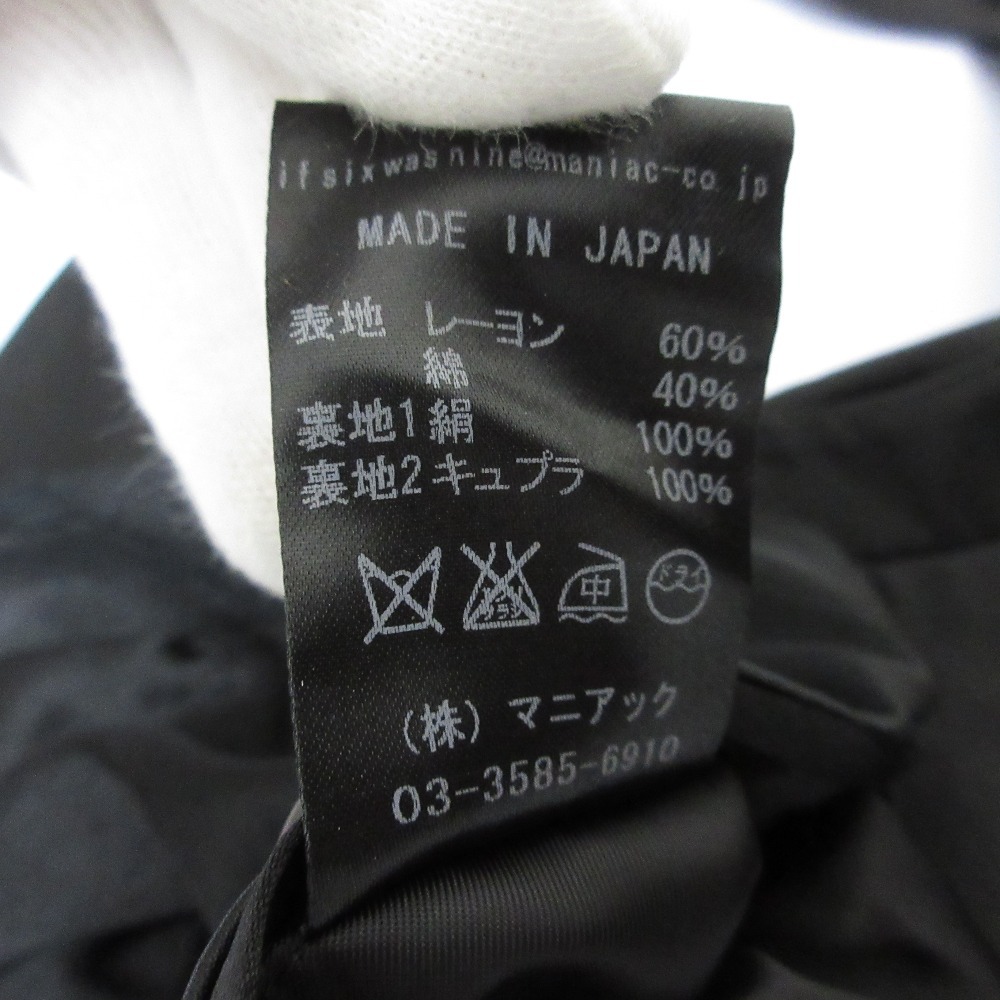 ifsixwasnine@maniac-co.jp
MADE IN JAPAN
表地 レーヨン 60%
綿 40%
裏地1 絹 100%
裏地2 キュプラ 100%
中 ドライ
(株) マニアック
03-3585-6910